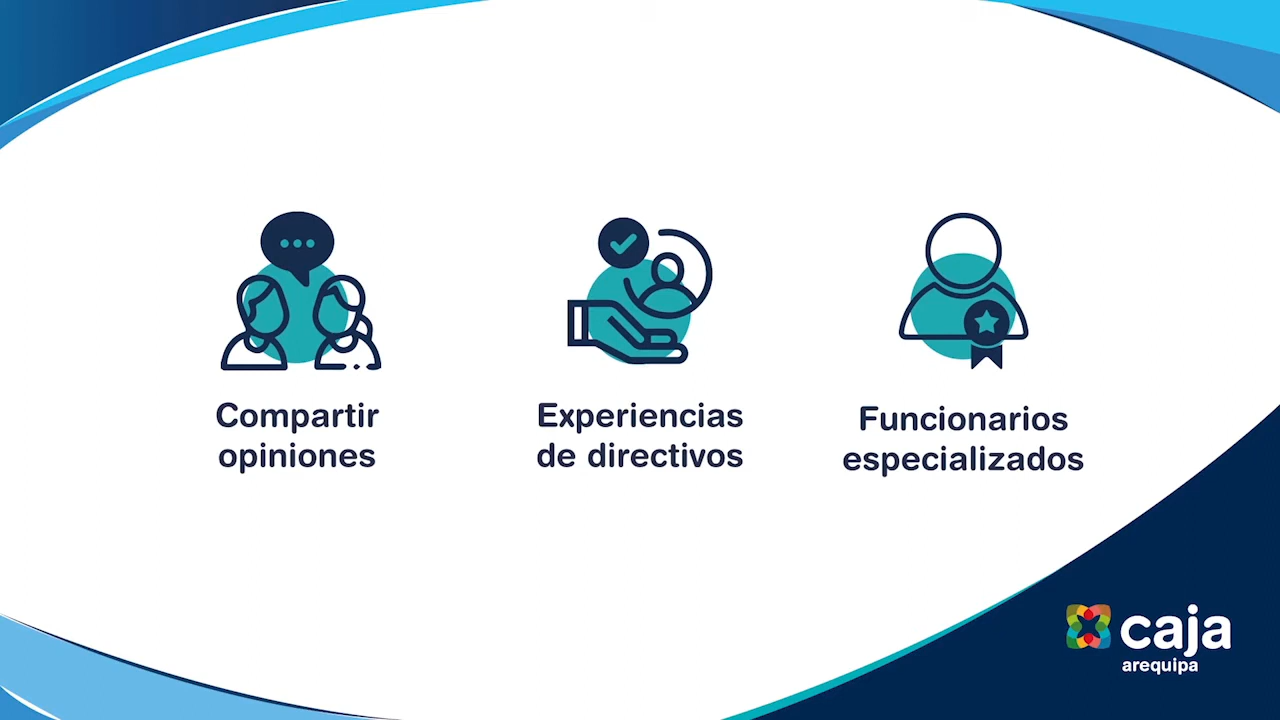 Compartir
opiniones
Experiencias
de directivos
Funcionarios
especializados
caja
arequipa